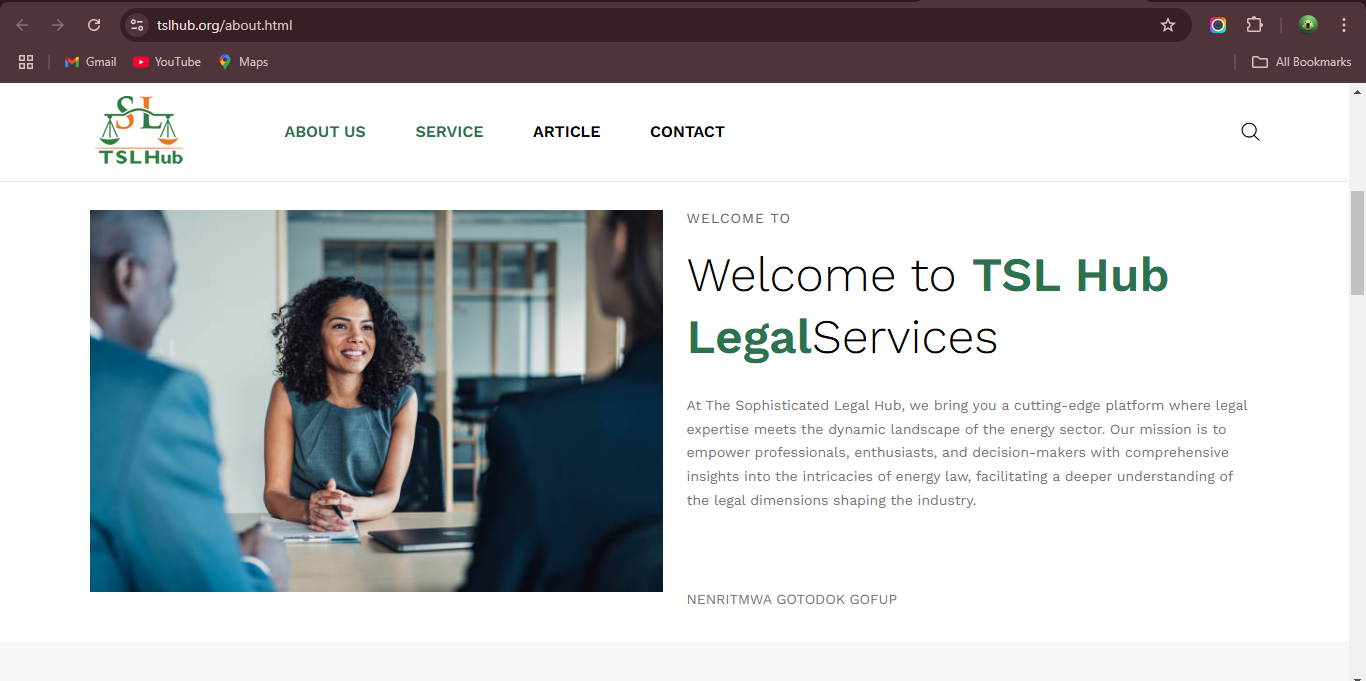 tslhub.org/about.html
Gmail YouTube Maps All Bookmarks
SL
TSL Hub
ABOUT US SERVICE ARTICLE CONTACT
WELCOME TO
Welcome to TSL Hub
LegalServices
At The Sophisticated Legal Hub, we bring you a cutting-edge platform where legal
expertise meets the dynamic landscape of the energy sector. Our mission is to
empower professionals, enthusiasts, and decision-makers with comprehensive
insights into the intricacies of energy law, facilitating a deeper understanding of
the legal dimensions shaping the industry.
NENRITMWA GOTODOK GOFUP